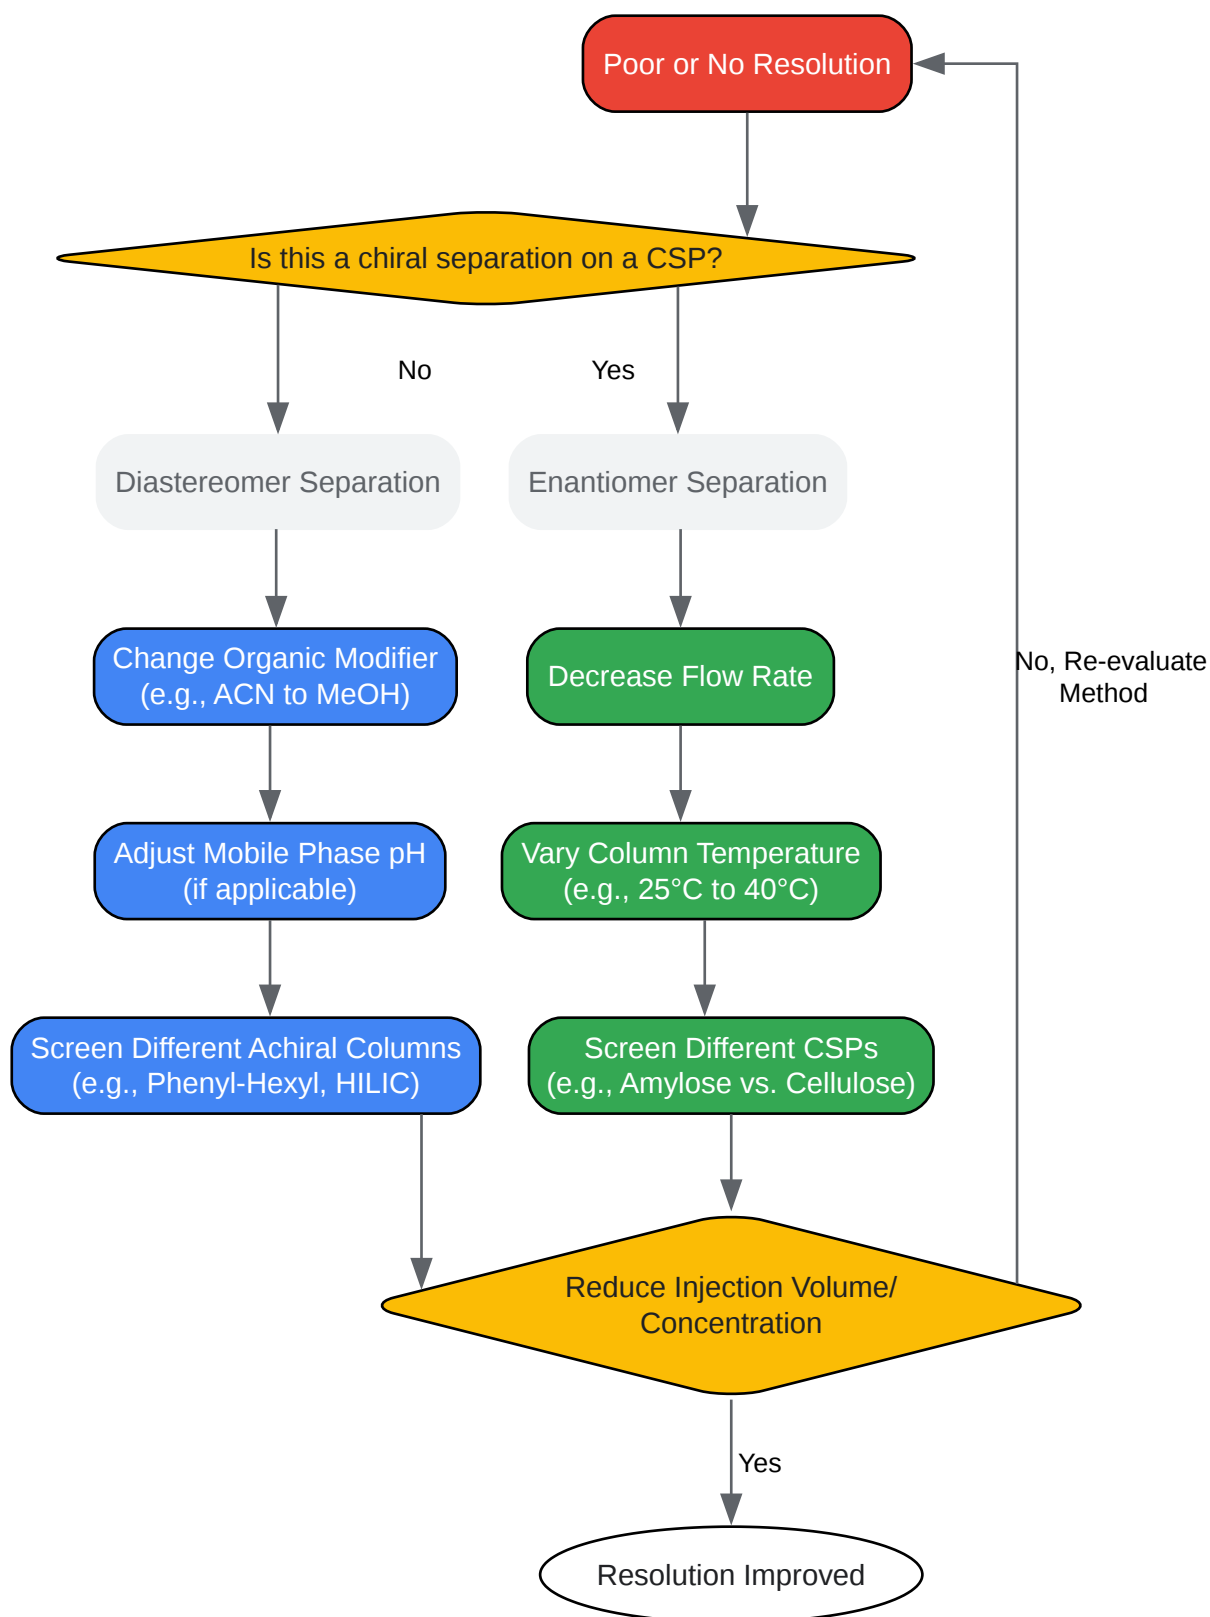 Poor or No Resolution
Is this a chiral separation on a CSP?
No
Yes
Diastereomer Separation
Enantiomer Separation
Change Organic Modifier
(e.g., ACN to MeOH)
Decrease Flow Rate
No, Re-evaluate
Method
Adjust Mobile Phase pH
(if applicable)
Vary Column Temperature
(e.g., 25°C to 40°C)
Screen Different Achiral Columns
(e.g., Phenyl-Hexyl, HILIC)
Screen Different CSPs
(e.g., Amylose vs. Cellulose)
Reduce Injection Volume/
Concentration
Yes
Resolution Improved